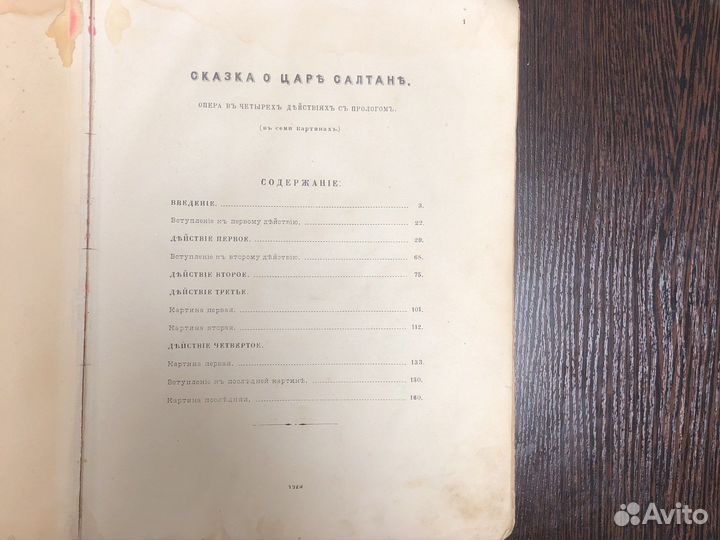 1
СКАЗКА О ЦАРѢ САЛТАНѢ.
ОПЕРА ВЪ ЧЕТЫРЕХЪ ДѢЙСТВІЯХЪ СЪ ПРОЛОГОМЪ.
(въ семи картинахъ.)
СОДЕРЖАНІЕ:
ВВЕДЕНІЕ. 3.
Вступленіе къ первому дѣйствію. 22.
ДѢЙСТВІЕ ПЕРВОЕ. 29.
Вступленіе къ второму дѣйствію. 68.
ДѢЙСТВІЕ ВТОРОЕ. 75.
ДѢЙСТВІЕ ТРЕТЬЕ.
Картина первая. 101.
Картина вторая. 112.
ДѢЙСТВІЕ ЧЕТВЕРТОЕ.
Картина первая. 133.
Вступленіе къ послѣдней картинѣ. 150.
Картина послѣдняя. 160.
Avito